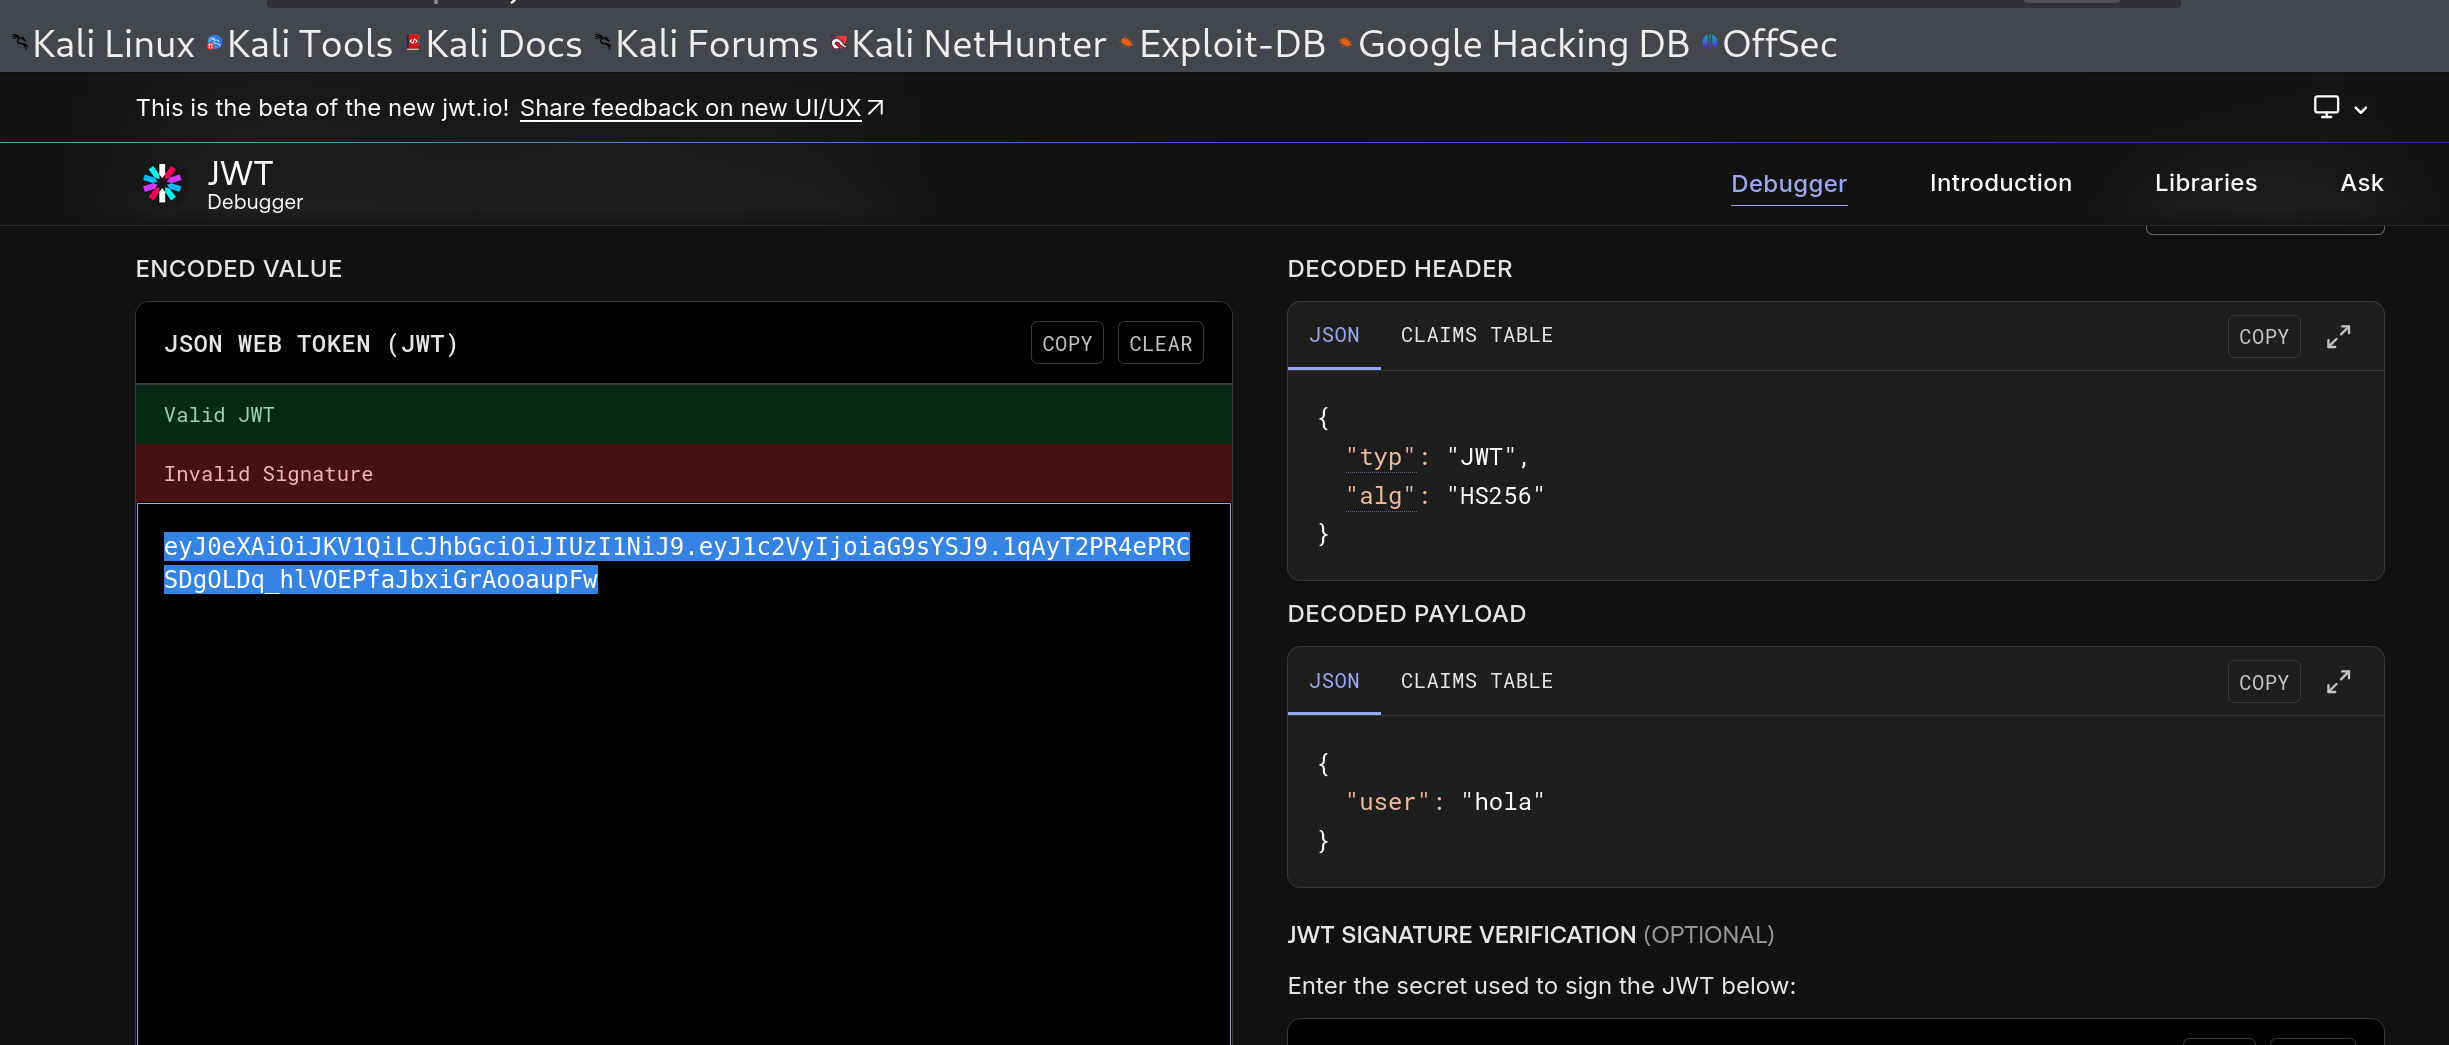 Kali Linux Kali Tools Kali Docs Kali Forums Kali NetHunter Exploit-DB Google Hacking DB OffSec
This is the beta of the new jwt.io! Share feedback on new UI/UX
JWT
Debugger
Debugger Introduction Libraries Ask
ENCODED VALUE
JSON WEB TOKEN (JWT) COPY CLEAR
Valid JWT
Invalid Signature
eyJ0eXAiOiJKV1QiLCJhbGciOiJIUzI1NiJ9.eyJ1c2VyIjoiaG9sYSJ9.1qAyT2PR4ePRC
SDgOLDq_hlVOEPfaJbxiGrAooaupFw
DECODED HEADER
JSON CLAIMS TABLE COPY
{
"typ": "JWT",
"alg": "HS256"
}
DECODED PAYLOAD
JSON CLAIMS TABLE COPY
{
"user": "hola"
}
JWT SIGNATURE VERIFICATION (OPTIONAL)
Enter the secret used to sign the JWT below: